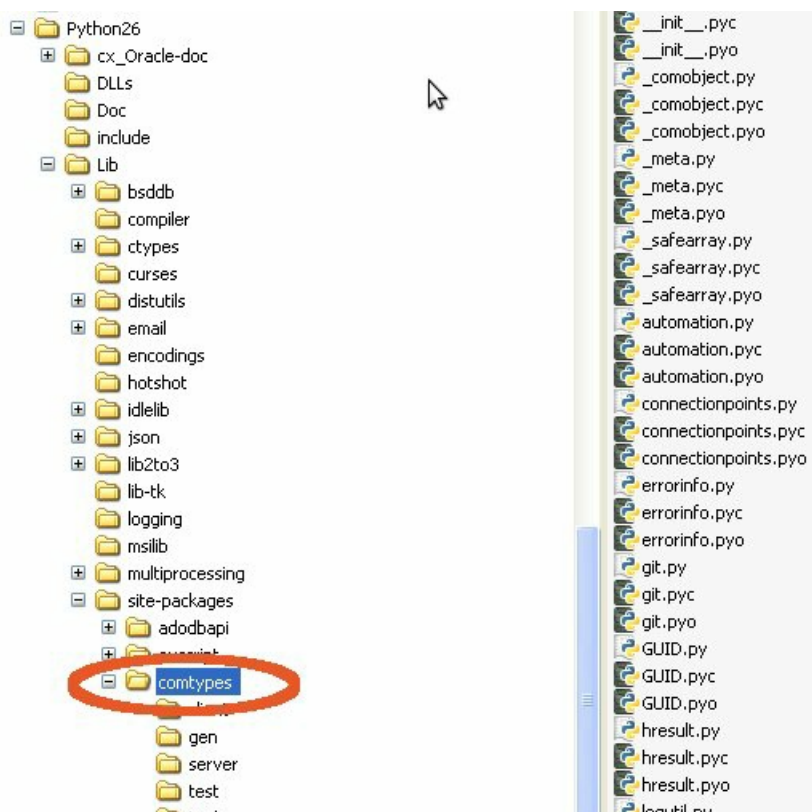 Python26
cx_Oracle-doc
DLLs
Doc
include
Lib
bsddb
compiler
ctypes
curses
distutils
email
encodings
hotshot
idlelib
json
lib2to3
lib-tk
logging
msilib
multiprocessing
site-packages
adodbapi
comtypes
gen
server
test
__init__.pyc
__init__.pyo
_comobject.py
_comobject.pyc
_comobject.pyo
_meta.py
_meta.pyc
_meta.pyo
_safearray.py
_safearray.pyc
_safearray.pyo
automation.py
automation.pyc
automation.pyo
connectionpoints.py
connectionpoints.pyc
connectionpoints.pyo
errorinfo.py
errorinfo.pyc
errorinfo.pyo
git.py
git.pyc
git.pyo
GUID.py
GUID.pyc
GUID.pyo
hresult.py
hresult.pyc
hresult.pyo
logutil.py